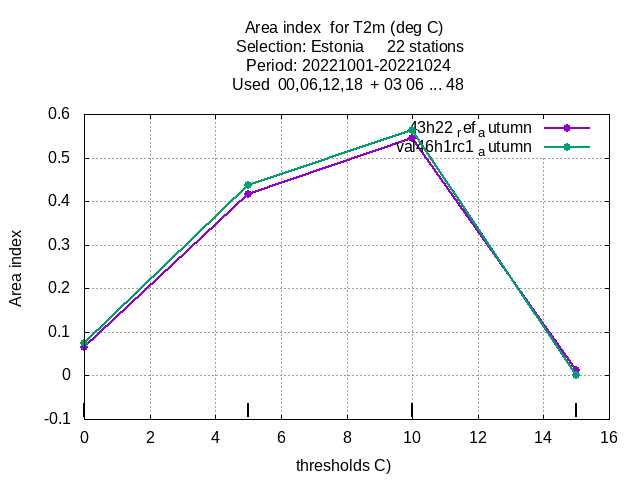 Area index for T2m (deg C)
Selection: Estonia 22 stations
Period: 20221001-20221024
Used 00,06,12,18 + 03 06 ... 48
43h22 ref autumn
val46h1rc1 autumn
0.6
0.5
0.4
0.3
0.2
0.1
0
-0.1
Area index
0 2 4 6 8 10 12 14 16
thresholds C)